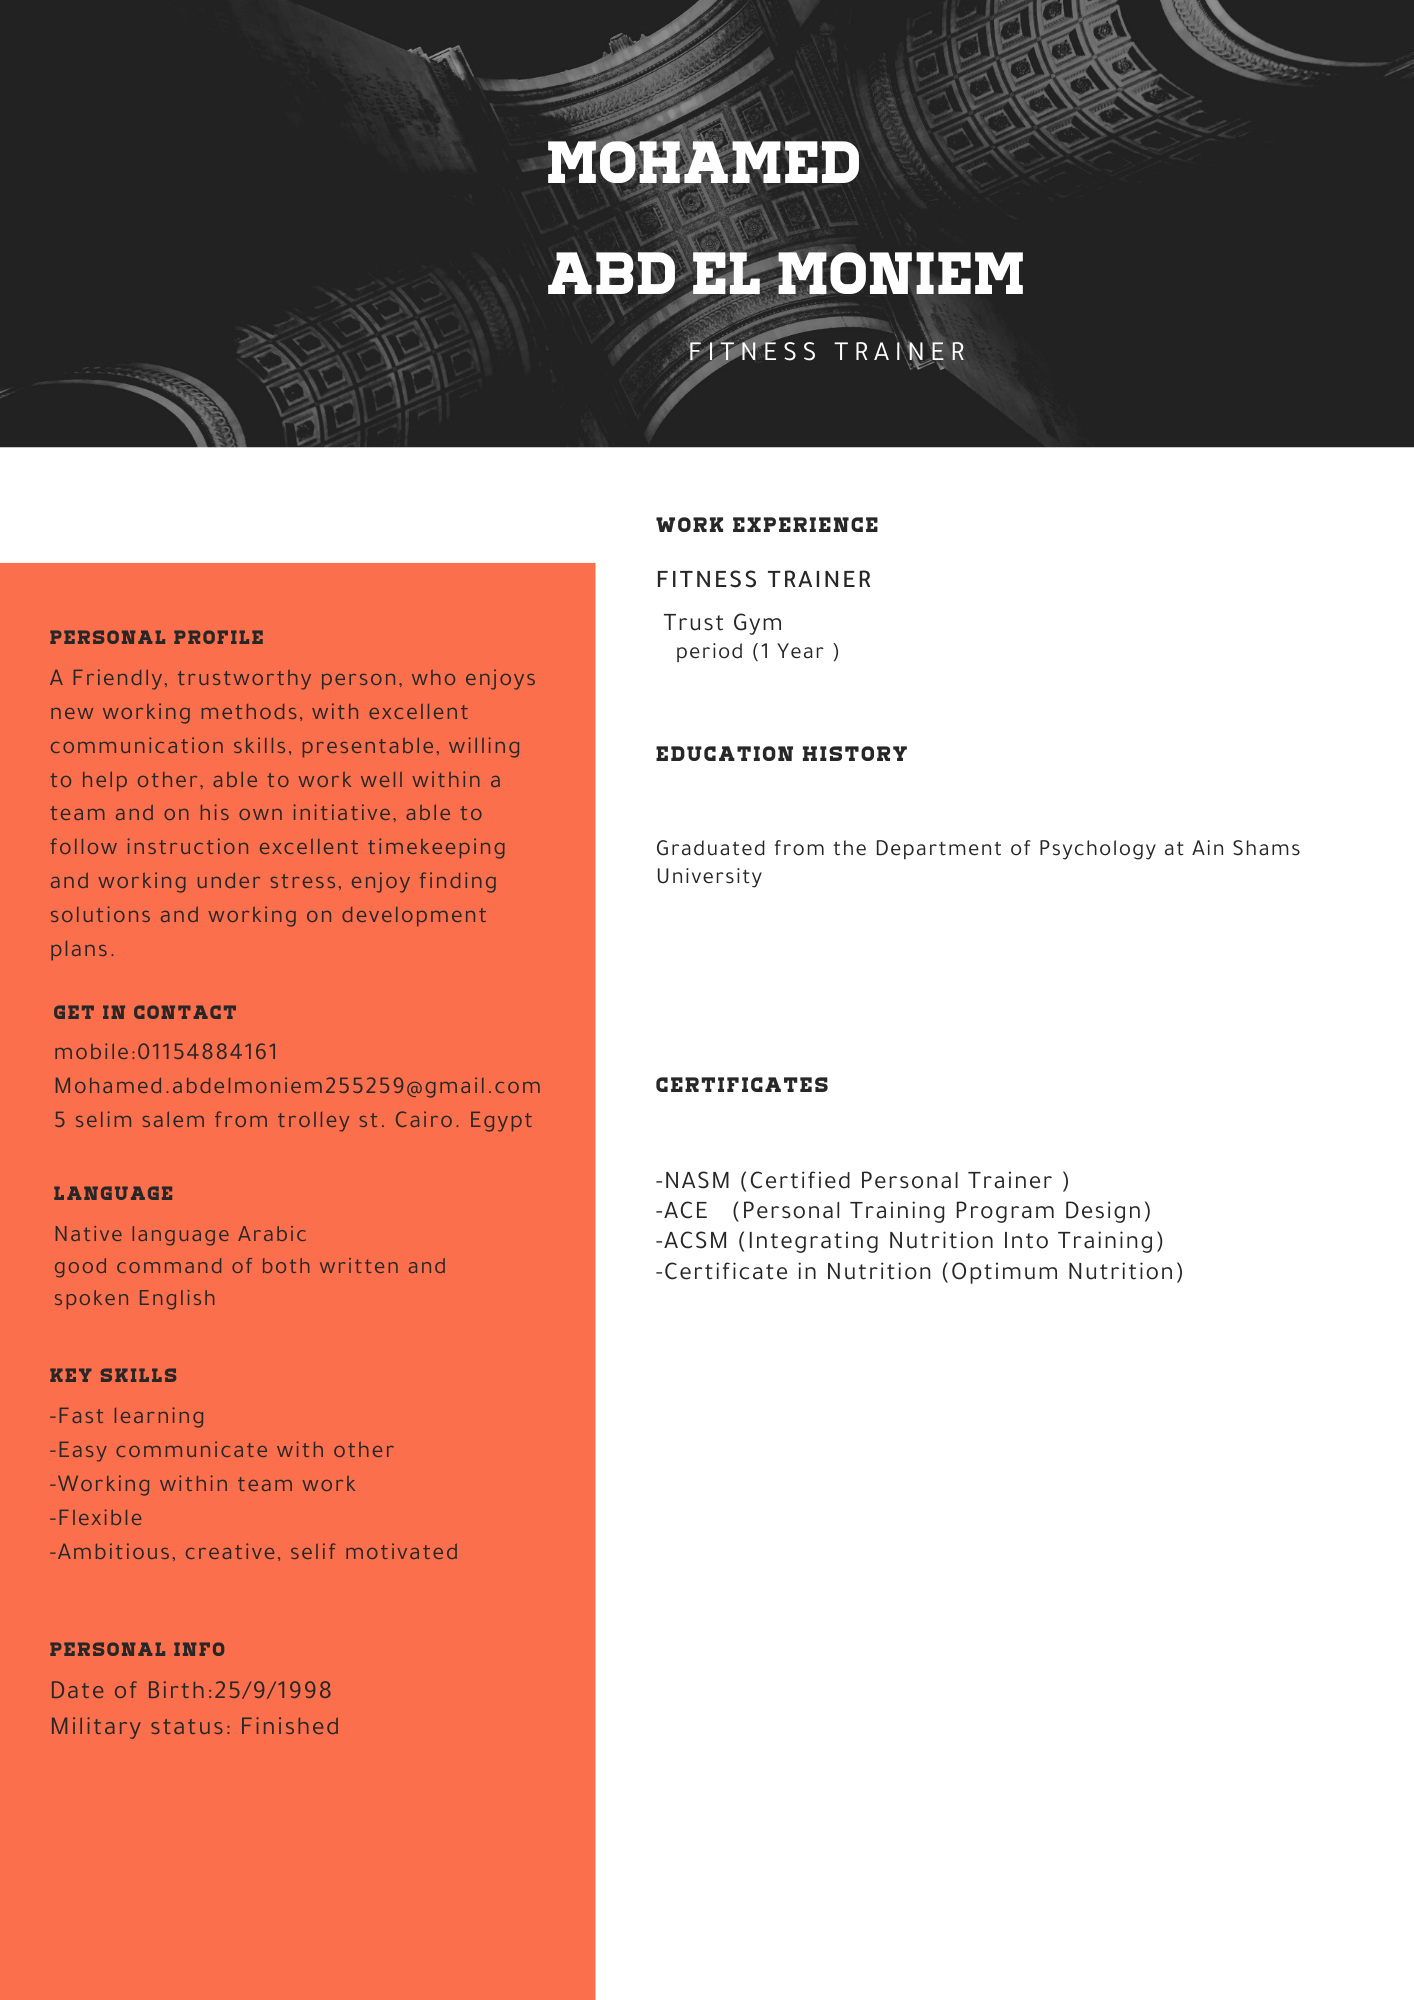 MOHAMED
ABD EL MONIEM
FITNESS TRAINER
PERSONAL PROFILE
A Friendly, trustworthy person, who enjoys
new working methods, with excellent
communication skills, presentable, willing
to help other, able to work well within a
team and on his own initiative, able to
follow instruction excellent timekeeping
and working under stress, enjoy finding
solutions and working on development
plans.
GET IN CONTACT
mobile:01154884161
Mohamed.abdelmoniem255259@gmail.com
5 selim salem from trolley st. Cairo. Egypt
LANGUAGE
Native language Arabic
good command of both written and
spoken English
KEY SKILLS
-Fast learning
-Easy communicate with other
-Working within team work
-Flexible
-Ambitious, creative, selif motivated
PERSONAL INFO
Date of Birth:25/9/1998
Military status: Finished
WORK EXPERIENCE
FITNESS TRAINER
Trust Gym
period (1 Year )
EDUCATION HISTORY
Graduated from the Department of Psychology at Ain Shams
University
CERTIFICATES
-NASM (Certified Personal Trainer )
-ACE (Personal Training Program Design)
-ACSM (Integrating Nutrition Into Training)
-Certificate in Nutrition (Optimum Nutrition)